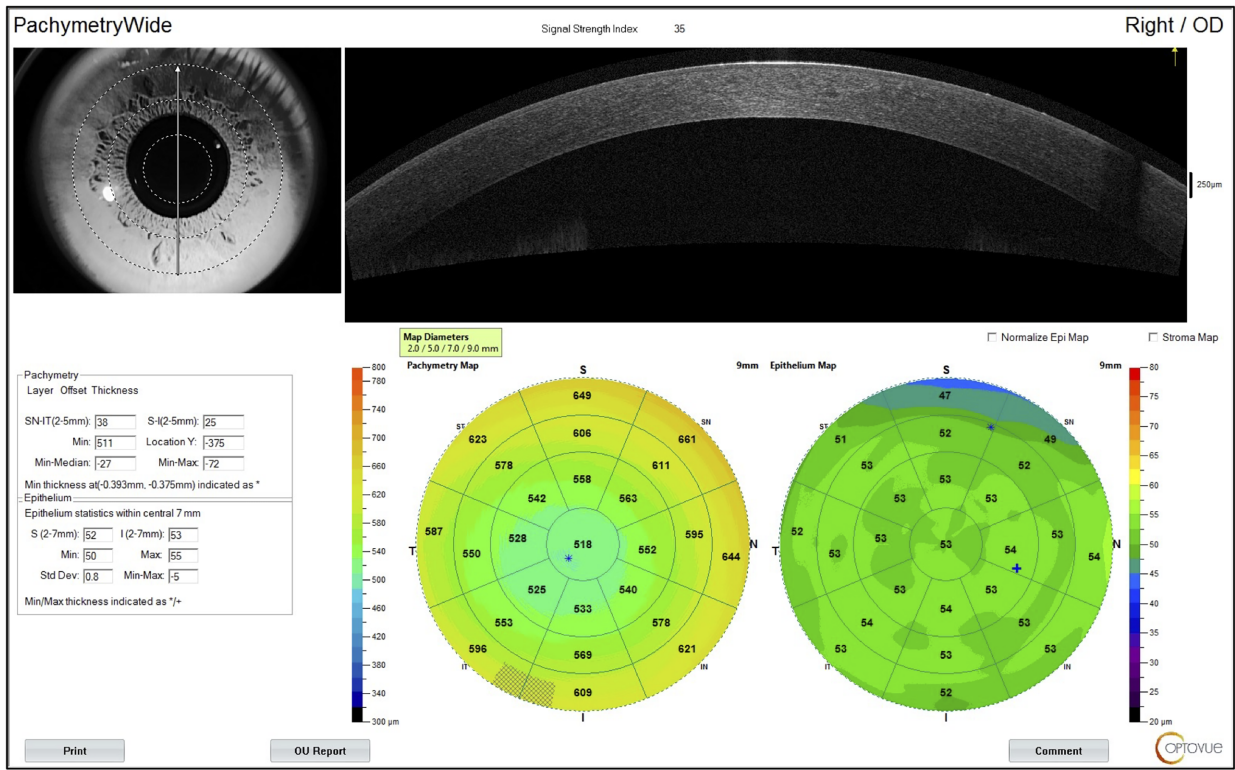 PachymetryWide
Signal Strength Index 35
Right / OD
250µm
Map Diameters
2.0 / 5.0 / 7.0 / 9.0 mm
Normalize Epi Map
Stroma Map
Pachymetry Map
9mm
Epithelium Map
9mm
Pachymetry
Layer Offset Thickness
SN-IT(2-5mm): 38 S-I(2-5mm): 25
Min: 511 Location Y: -375
Min-Median: -27 Min-Max: -72
Min thickness at(-0.393mm, -0.375mm) indicated as *
Epithelium
Epithelium statistics within central 7 mm
S (2-7mm): 52 I (2-7mm): 53
Min: 50 Max: 55
Std Dev: 0.8 Min-Max: -5
Min/Max thickness indicated as */+
800
780
740
700
660
620
580
540
500
460
420
380
340
300 µm
S
649
ST
623 661
606
578 611
558
542 563
587 528 595
518
T 550 552 N
644
525 540
533
553 578
569
596 621
IT IN
609
I
S
47
ST SN
51 49
52
53 52
53
53 53
52 53 53
53
T 53 54 54 N
53 53
54
54 53
53
53 53
IT IN
52
I
80
75
70
65
60
55
50
45
40
35
30
25
20 µm
Print
OU Report
Comment
OPTOVUE